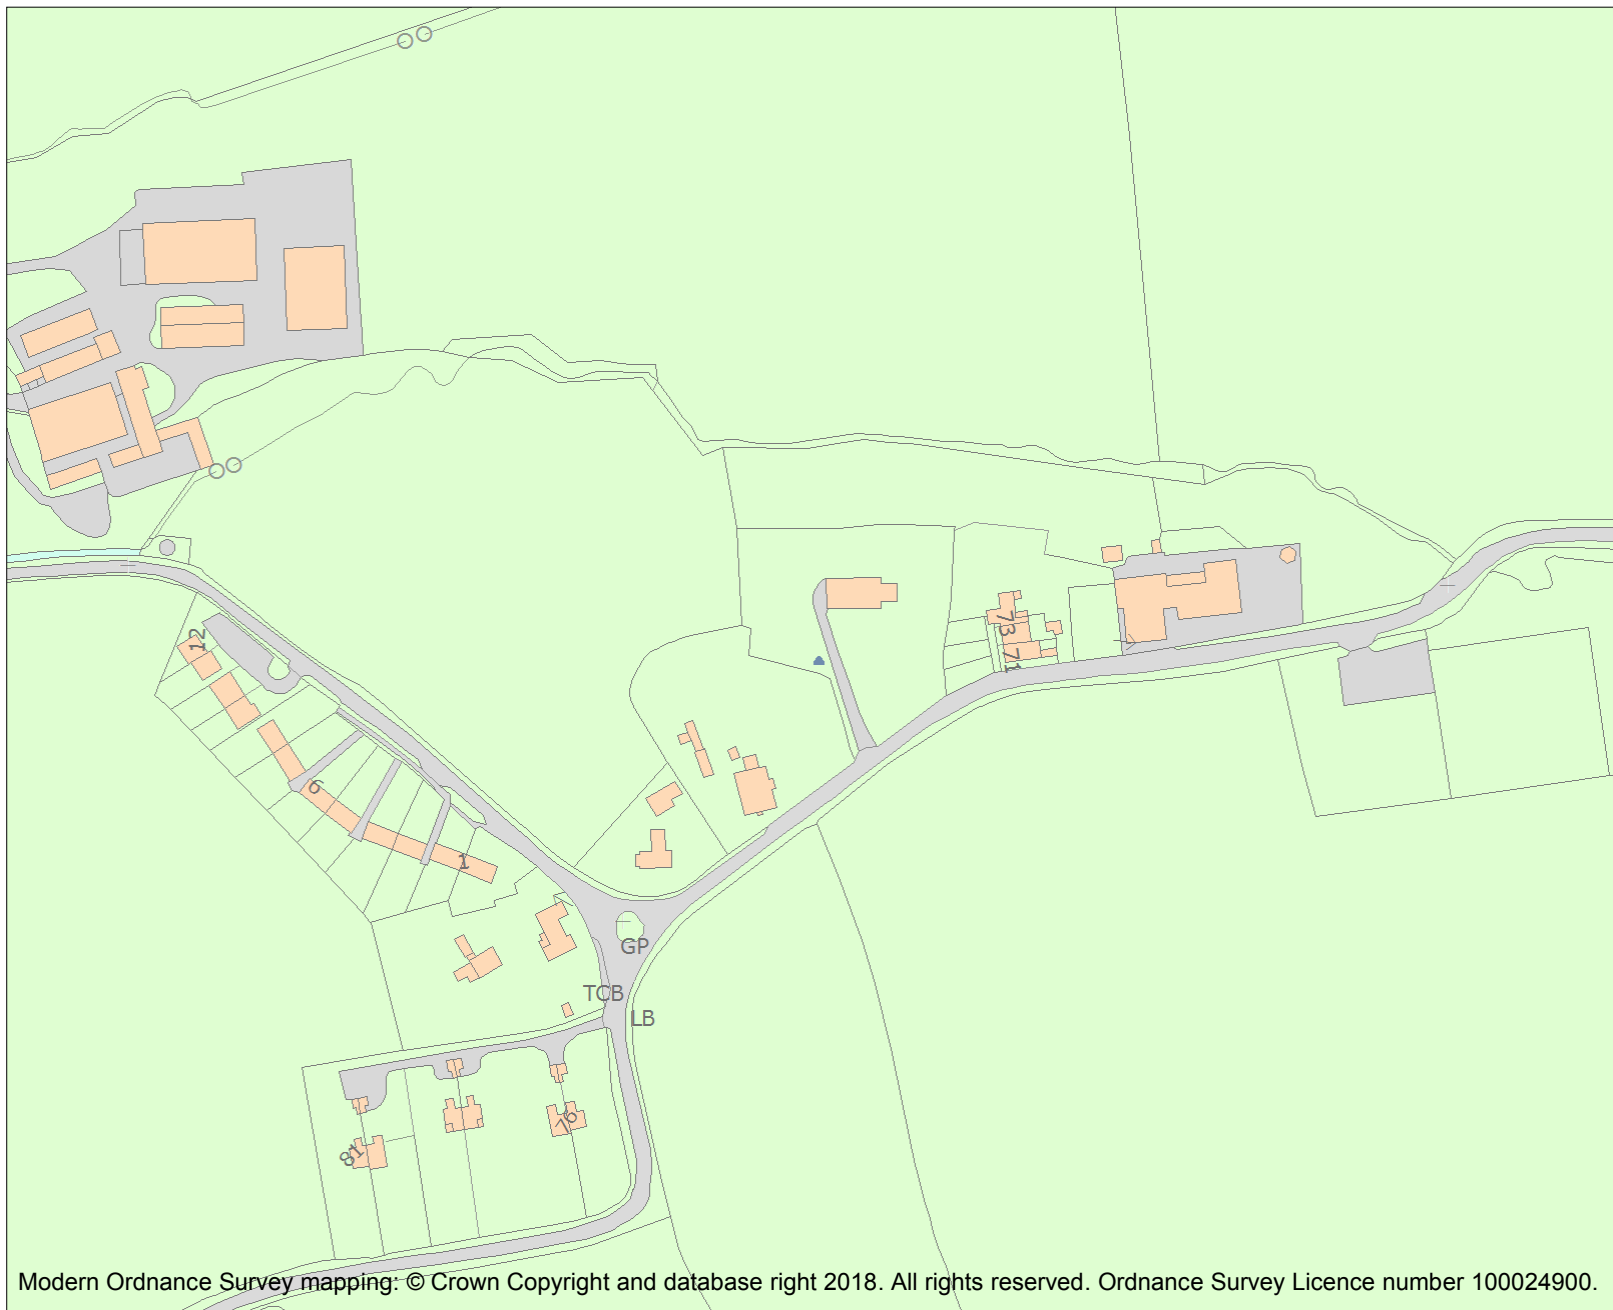 12
73
71
6
1
GP
TCB
LB
76
81
Modern Ordnance Survey mapping: © Crown Copyright and database right 2018. All rights reserved. Ordnance Survey Licence number 100024900.